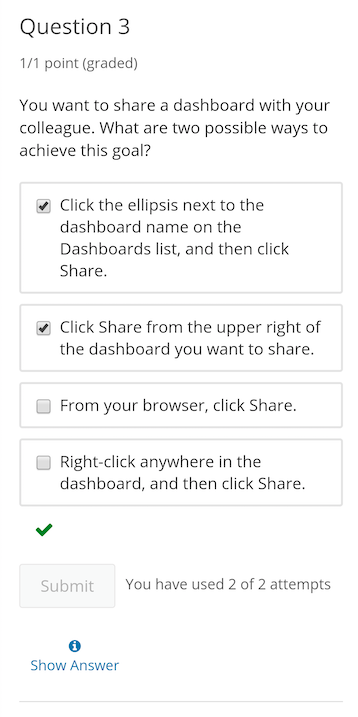 Question 3
1/1 point (graded)
You want to share a dashboard with your
colleague. What are two possible ways to
achieve this goal?
Click the ellipsis next to the
dashboard name on the
Dashboards list, and then click
Share.
Click Share from the upper right of
the dashboard you want to share.
From your browser, click Share.
Right-click anywhere in the
dashboard, and then click Share.
Submit
You have used 2 of 2 attempts
Show Answer